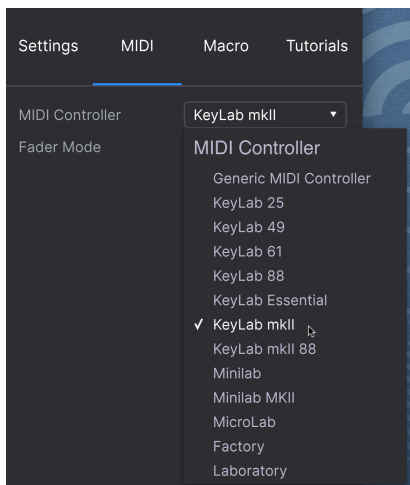 Settings MIDI Macro Tutorials
MIDI Controller KeyLab mkII ▼
Fader Mode
MIDI Controller
Generic MIDI Controller
KeyLab 25
KeyLab 49
KeyLab 61
KeyLab 88
KeyLab Essential
✓ KeyLab mkII
KeyLab mkII 88
Minilab
Minilab MKII
MicroLab
Factory
Laboratory